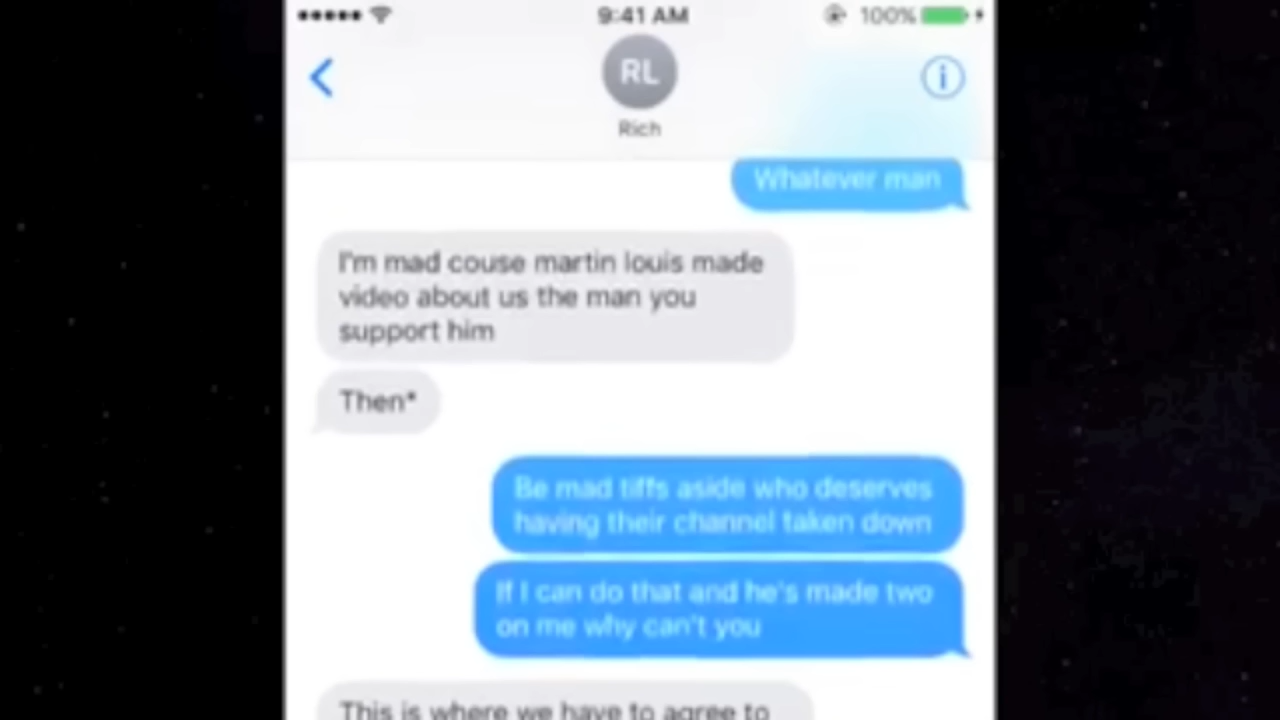 9:41 AM
100%
RL
Rich
Whatever man
I'm mad couse martin louis made
video about us the man you
support him
Then*
Be mad tiffs aside who deserves
having their channel taken down
If I can do that and he's made two
on me why can't you
This is where we have to agree to